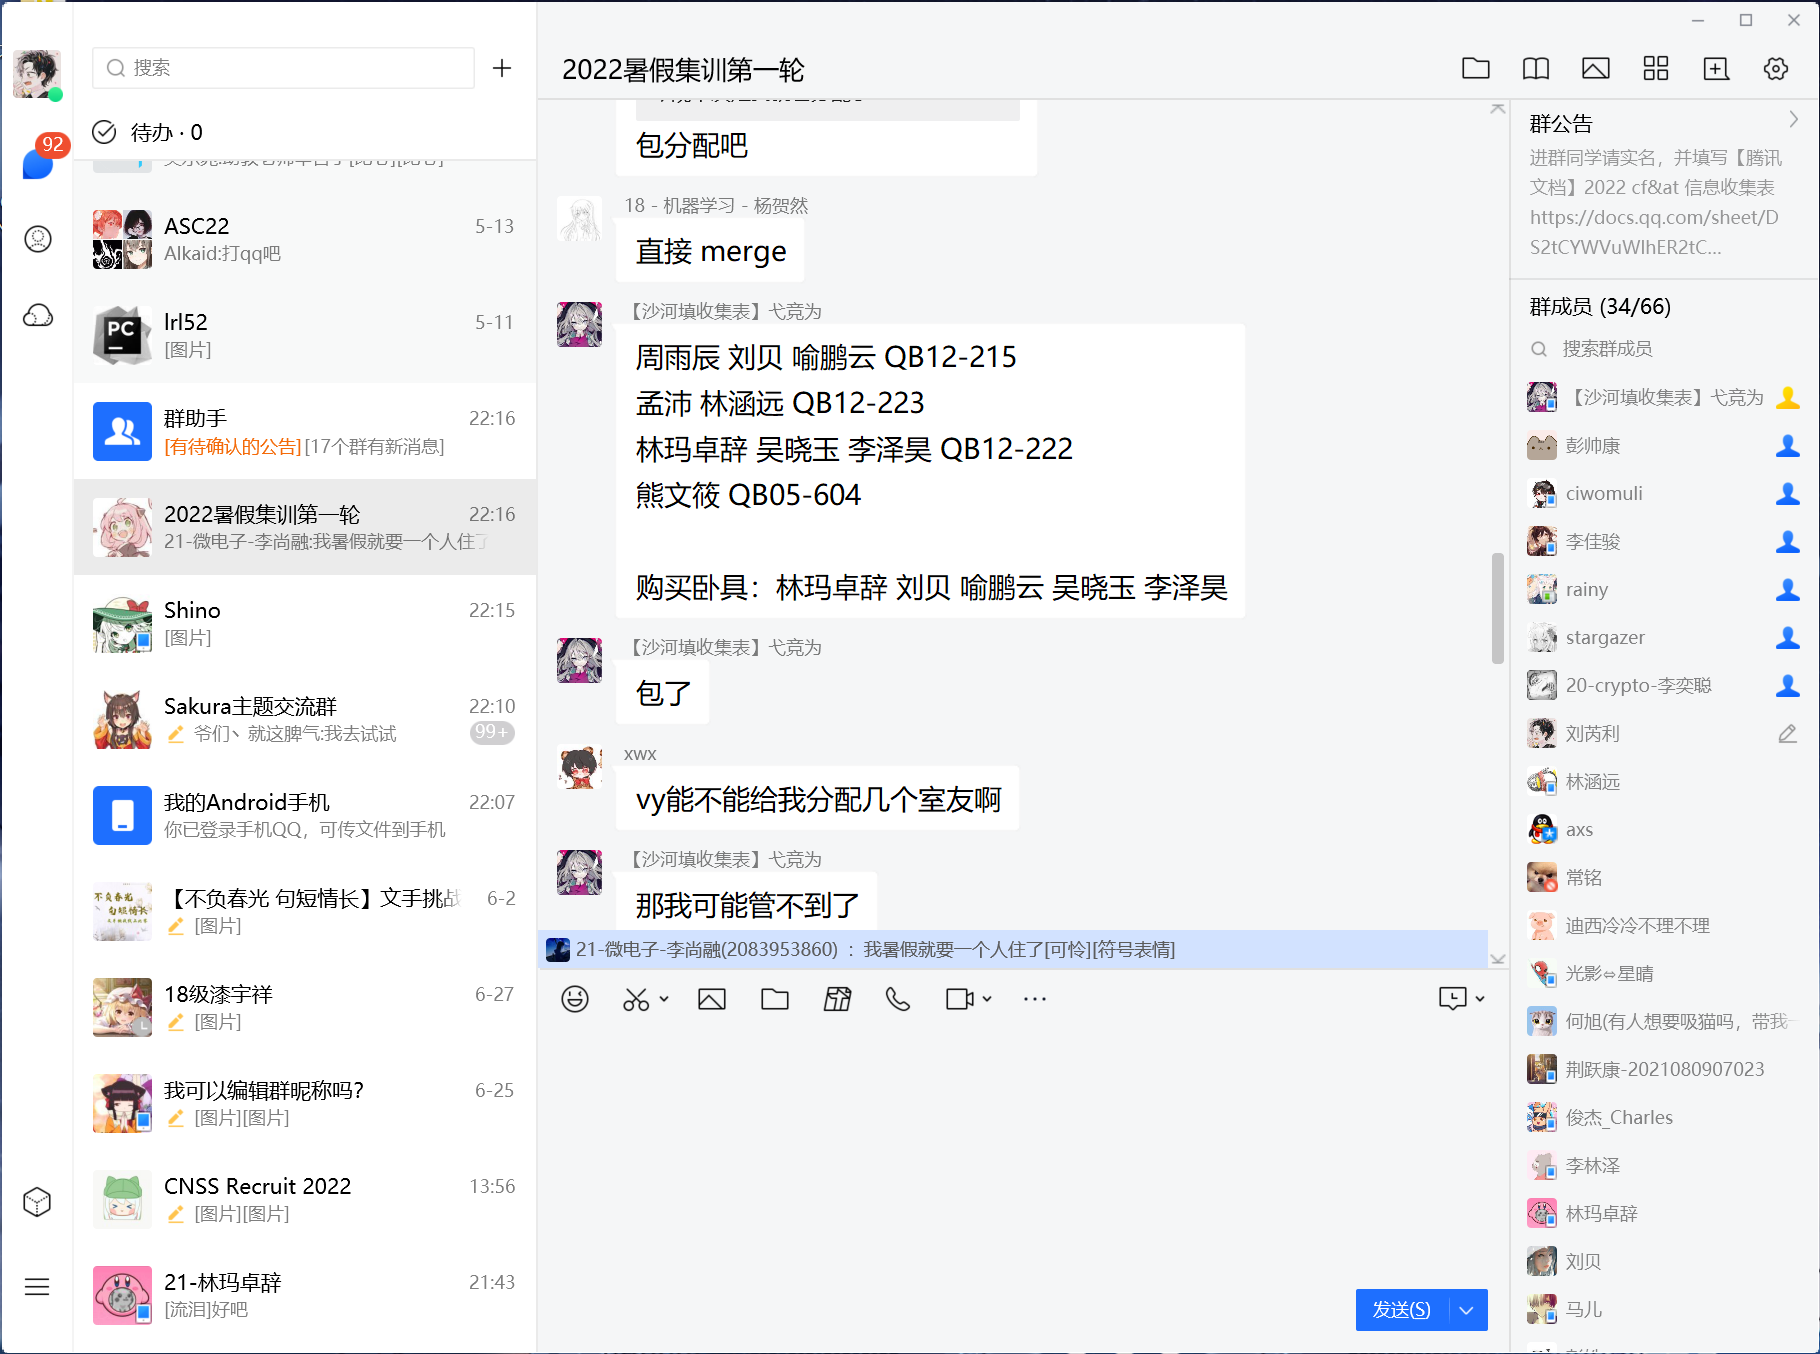 搜索
待办 · 0
92
ASC22
5-13
Alkaid:打qq吧
lrl52
5-11
[图片]
群助手
22:16
[有待确认的公告][17个群有新消息]
2022暑假集训第一轮
22:16
21-微电子-李尚融:我暑假就要一个人住了
Shino
22:15
[图片]
Sakura主题交流群
22:10
爷们丶就这脾气:我去试试
99+
我的Android手机
22:07
你已登录手机QQ，可传文件到手机
【不负春光 句短情长】文手挑战
6-2
[图片]
18级漆宇祥
6-27
[图片]
我可以编辑群昵称吗?
6-25
[图片][图片]
CNSS Recruit 2022
13:56
[图片][图片]
21-林玛卓辞
21:43
[流泪]好吧
2022暑假集训第一轮
包分配吧
18 - 机器学习 - 杨贺然
直接 merge
【沙河填收集表】弋竞为
周雨辰 刘贝 喻鹏云 QB12-215
孟沛 林涵远 QB12-223
林玛卓辞 吴晓玉 李泽昊 QB12-222
熊文筱 QB05-604
购买卧具：林玛卓辞 刘贝 喻鹏云 吴晓玉 李泽昊
【沙河填收集表】弋竞为
包了
xwx
vy能不能给我分配几个室友啊
【沙河填收集表】弋竞为
那我可能管不到了
21-微电子-李尚融(2083953860) ：我暑假就要一个人住了[可怜][符号表情]
发送(S)
群公告
进群同学请实名，并填写【腾讯
文档】2022 cf&at 信息收集表
https://docs.qq.com/sheet/D
S2tCYWVuWlhER2tC...
群成员 (34/66)
搜索群成员
【沙河填收集表】弋竞为
彭帅康
ciwomuli
李佳骏
rainy
stargazer
20-crypto-李奕聪
刘芮利
林涵远
axs
常铭
迪西冷冷不理不理
光影⇔星晴
何旭(有人想要吸猫吗，带我一
荆跃康-2021080907023
俊杰_Charles
李林泽
林玛卓辞
刘贝
马儿